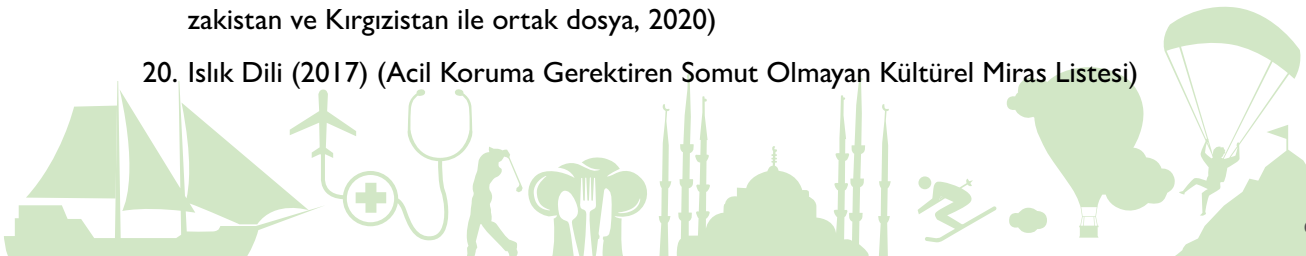 zakistan ve Kırgızistan ile ortak dosya, 2020)
20. Islık Dili (2017) (Acil Koruma Gerektiren Somut Olmayan Kültürel Miras Listesi)